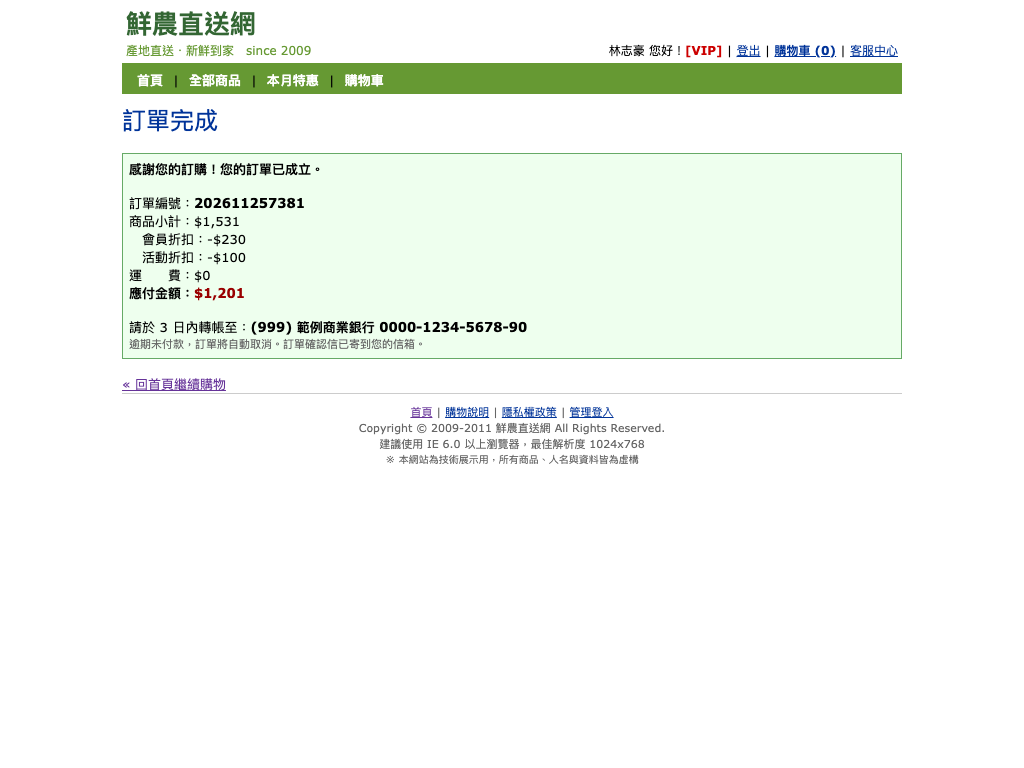 鮮農直送網
產地直送‧新鮮到家 since 2009
林志豪 您好！[VIP] | 登出 | 購物車 (0) | 客服中心
首頁 | 全部商品 | 本月特惠 | 購物車
訂單完成
感謝您的訂購！您的訂單已成立。
訂單編號：202611257381
商品小計：$1,531
會員折扣：-$230
活動折扣：-$100
運　　費：$0
應付金額：$1,201
請於 3 日內轉帳至：(999) 範例商業銀行 0000-1234-5678-90
逾期未付款，訂單將自動取消。訂單確認信已寄到您的信箱。
« 回首頁繼續購物
首頁 | 購物說明 | 隱私權政策 | 管理登入
Copyright © 2009-2011 鮮農直送網 All Rights Reserved.
建議使用 IE 6.0 以上瀏覽器，最佳解析度 1024x768
※ 本網站為技術展示用，所有商品、人名與資料皆為虛構